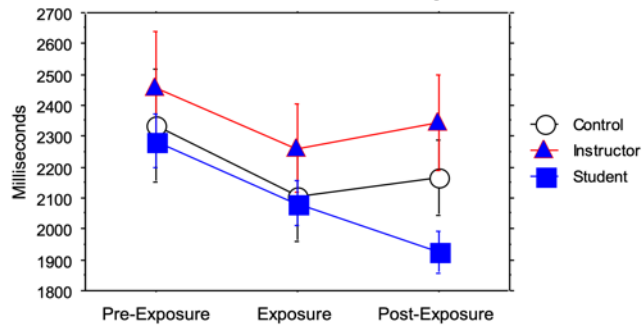 2700
2600
2500
2400
2300
2200
2100
2000
1900
1800
Milliseconds
Pre-Exposure Exposure Post-Exposure
Control
Instructor
Student